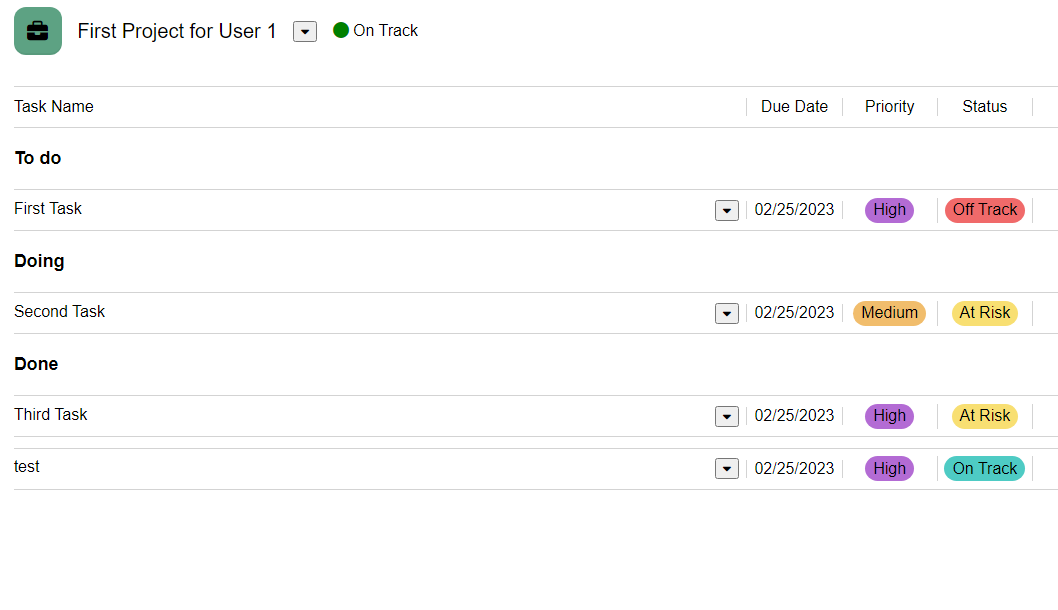 First Project for User 1 On Track
Task Name Due Date Priority Status
To do
First Task 02/25/2023 High Off Track
Doing
Second Task 02/25/2023 Medium At Risk
Done
Third Task 02/25/2023 High At Risk
test 02/25/2023 High On Track